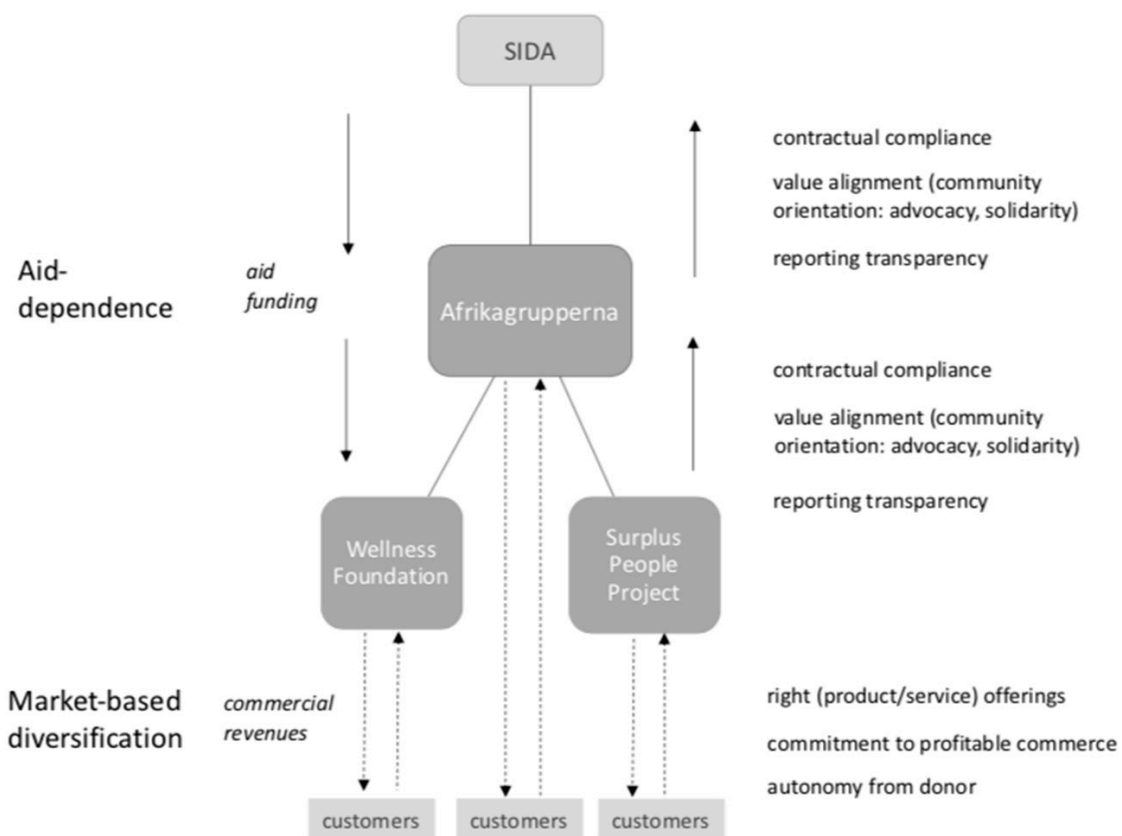 SIDA
contractual compliance
value alignment (community
orientation: advocacy, solidarity)
reporting transparency
Aid-
dependence
aid
funding
Afrikagrupperna
contractual compliance
value alignment (community
orientation: advocacy, solidarity)
reporting transparency
Wellness
Foundation
Surplus
People
Project
Market-based
diversification
commercial
revenues
right (product/service) offerings
commitment to profitable commerce
autonomy from donor
customers
customers
customers